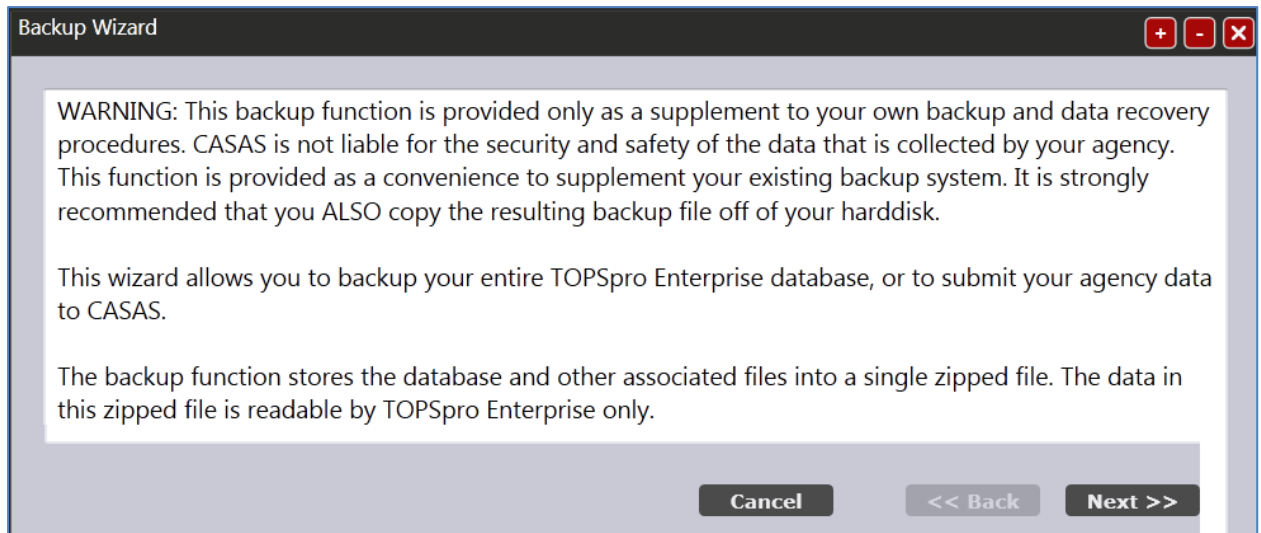 Backup Wizard
+ - X
WARNING: This backup function is provided only as a supplement to your own backup and data recovery
procedures. CASAS is not liable for the security and safety of the data that is collected by your agency.
This function is provided as a convenience to supplement your existing backup system. It is strongly
recommended that you ALSO copy the resulting backup file off of your harddisk.
This wizard allows you to backup your entire TOPSpro Enterprise database, or to submit your agency data
to CASAS.
The backup function stores the database and other associated files into a single zipped file. The data in
this zipped file is readable by TOPSpro Enterprise only.
Cancel << Back Next >>